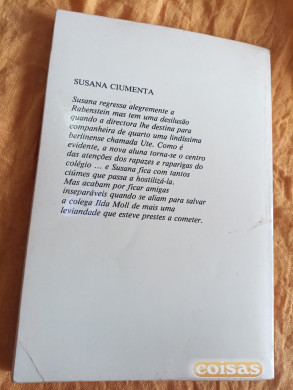 SUSANA CIUMENTA
Susana regressa alegremente a
Rubenstein mas tem uma desilusão
quando a directora lhe destina para
companheira de quarto uma lindíssima
berlinense chamada Ute. Como é
evidente, a nova aluna torna-se o centro
das atenções dos rapazes e raparigas do
colégio ... e Susana fica com tantos
ciúmes que passa a hostilizá-la.
Mas acabam por ficar amigas
inseparáveis quando se aliam para salvar
a colega Ilda Moll de mais uma
leviandade que esteve prestes a cometer.
coisas